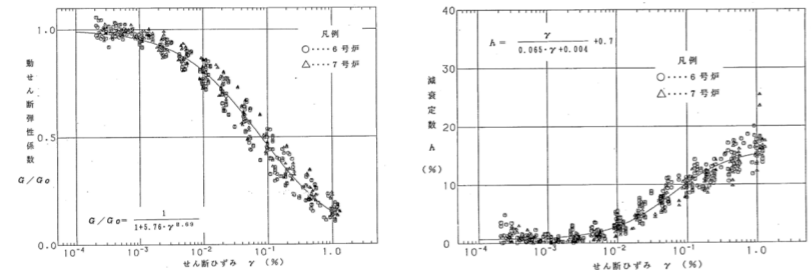 1.0
0.5
0.0
動せん断弾性係数
G/G₀
凡例
○‥‥6号炉
△‥‥7号炉
G/G₀= 1 / 1+5.76・γ^0.89
10⁻⁴ 10⁻³ 10⁻² 10⁻¹ 1.0
せん断ひずみ γ (%)
40
30
20
10
0
減衰定数
h
(%)
h= γ / 0.065・γ+0.004 +0.7
凡例
○‥‥6号炉
△‥‥7号炉
10⁻⁴ 10⁻³ 10⁻² 10⁻¹ 1.0
せん断ひずみ γ (%)